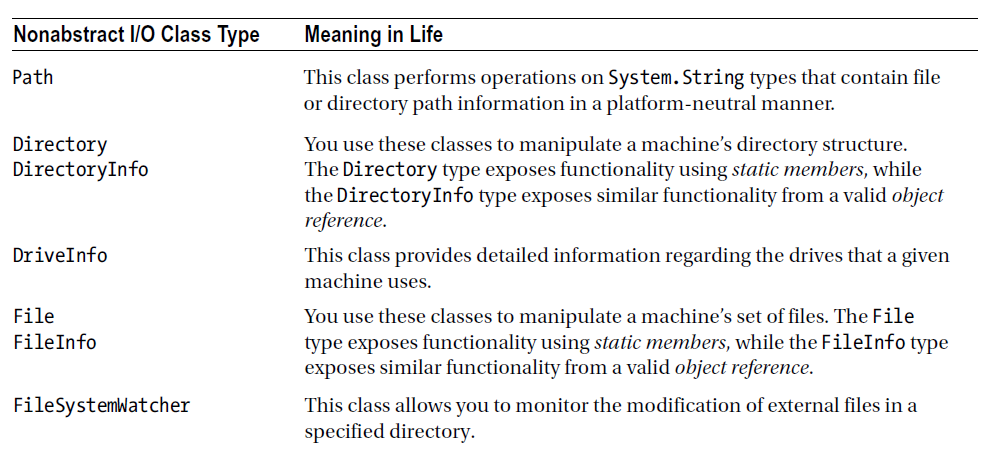 Nonabstract I/O Class Type Meaning in Life
Path This class performs operations on System.String types that contain file
or directory path information in a platform-neutral manner.
Directory You use these classes to manipulate a machine’s directory structure.
DirectoryInfo The Directory type exposes functionality using static members, while
the DirectoryInfo type exposes similar functionality from a valid object
reference.
DriveInfo This class provides detailed information regarding the drives that a given
machine uses.
File You use these classes to manipulate a machine’s set of files. The File
FileInfo type exposes functionality using static members, while the FileInfo type
exposes similar functionality from a valid object reference.
FileSystemWatcher This class allows you to monitor the modification of external files in a
specified directory.